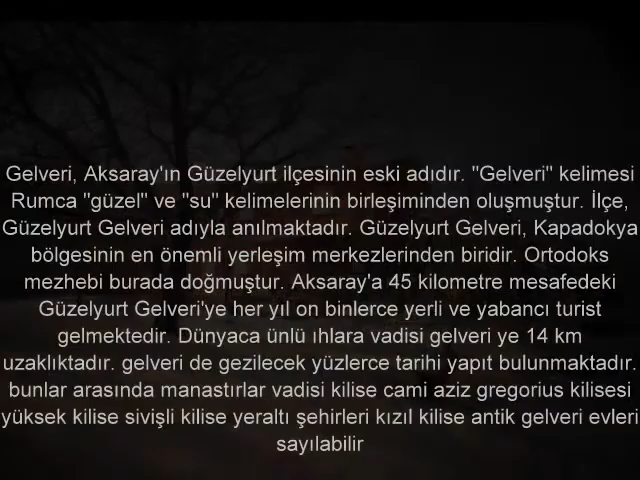 Gelveri, Aksaray'ın Güzelyurt ilçesinin eski adıdır. "Gelveri" kelimesi
Rumca "güzel" ve "su" kelimelerinin birleşiminden oluşmuştur. İlçe,
Güzelyurt Gelveri adıyla anılmaktadır. Güzelyurt Gelveri, Kapadokya
bölgesinin en önemli yerleşim merkezlerinden biridir. Ortodoks
mezhebi burada doğmuştur. Aksaray'a 45 kilometre mesafedeki
Güzelyurt Gelveri'ye her yıl on binlerce yerli ve yabancı turist
gelmektedir. Dünyaca ünlü ıhlara vadisi gelveri ye 14 km
uzaklıktadır. gelveri de gezilecek yüzlerce tarihi yapıt bulunmaktadır.
bunlar arasında manastırlar vadisi kilise cami aziz gregorius kilisesi
yüksek kilise sivişli kilise yeraltı şehirleri kızıl kilise antik gelveri evleri
sayılabilir